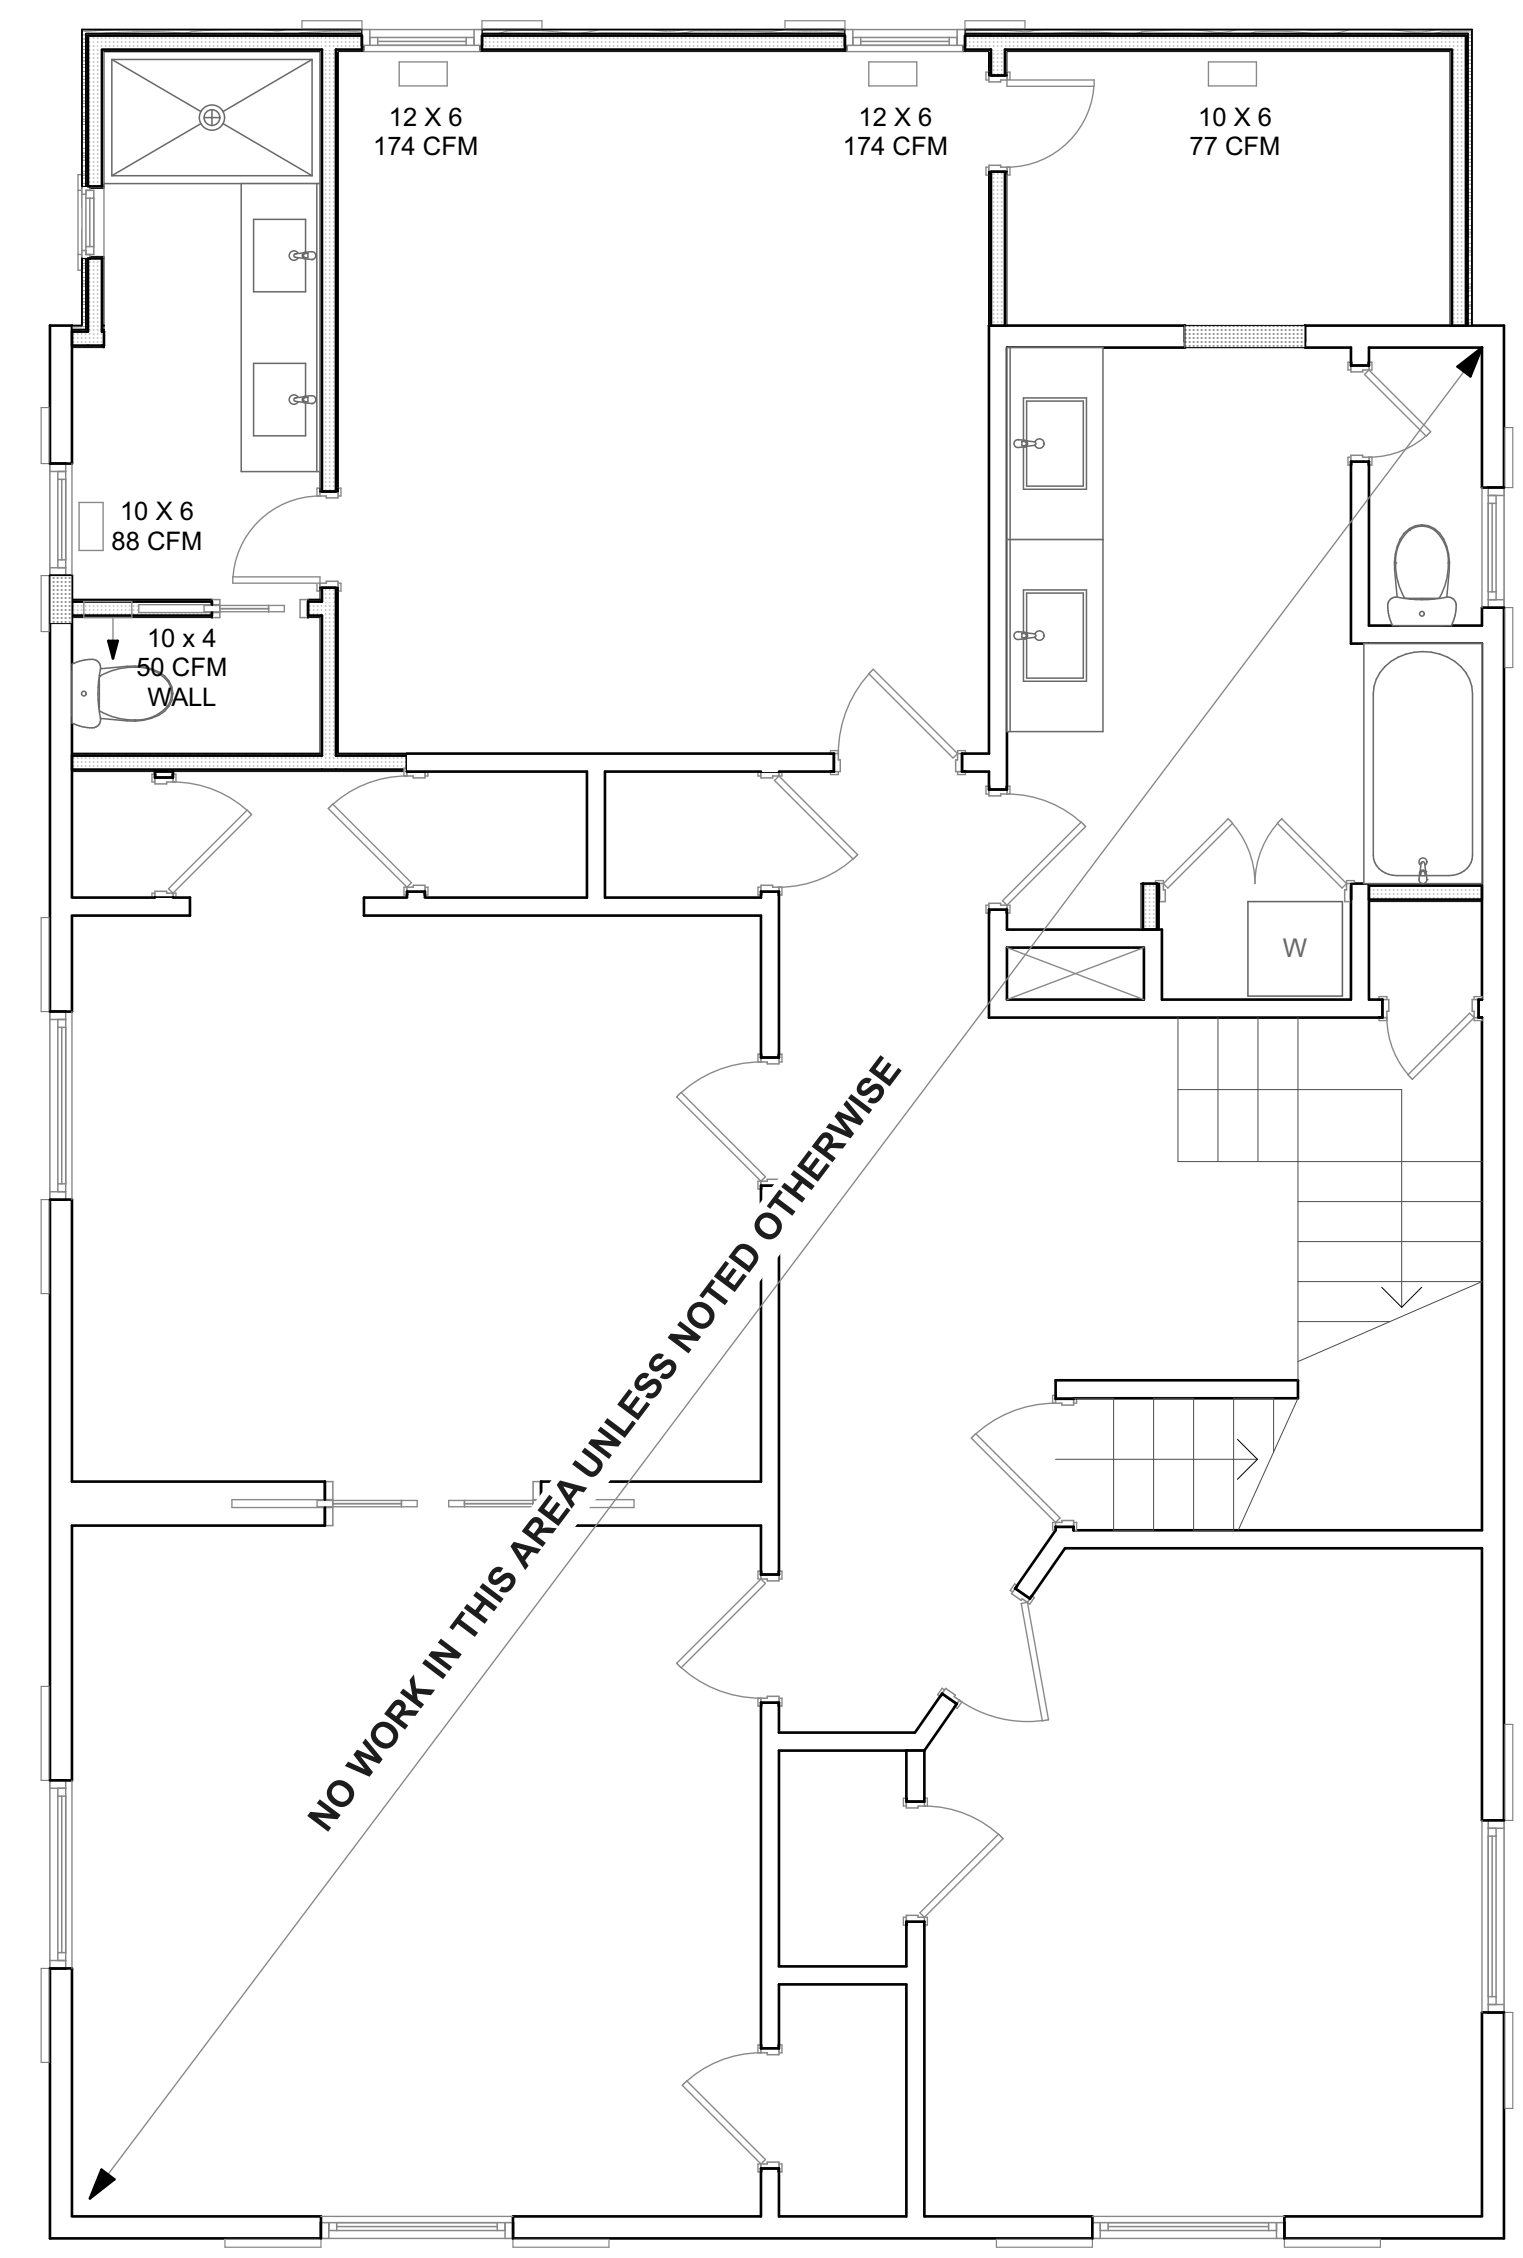 12 X 6
174 CFM
12 X 6
174 CFM
10 X 6
77 CFM
10 X 6
88 CFM
10 x 4
50 CFM
WALL
W
NO WORK IN THIS AREA UNLESS NOTED OTHERWISE